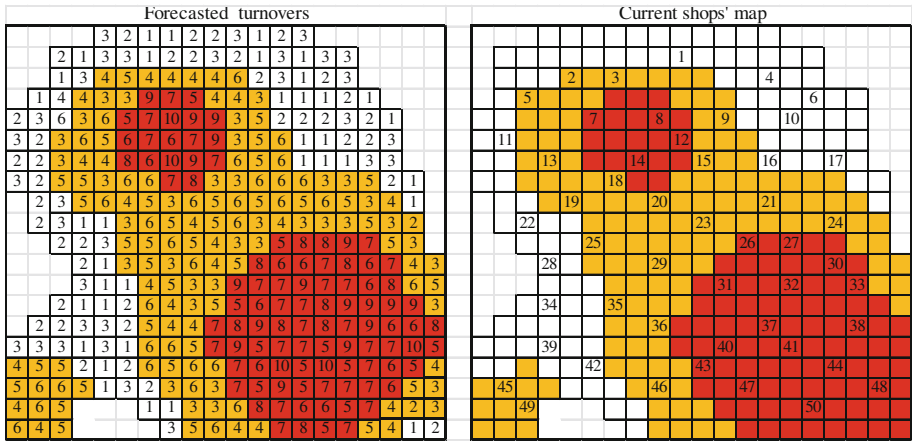 Forecasted turnovers
3 2 1 1 2 2 3 1 2 3
2 1 3 3 1 2 2 3 2 1 3 1 3 3
1 3 4 5 4 4 4 4 6 2 3 1 2 3
1 4 4 3 3 9 7 5 4 4 3 1 1 1 2 1
2 3 6 3 6 5 7 10 9 9 3 5 2 2 2 3 2 1
3 2 3 6 5 6 7 6 7 9 3 5 6 1 1 2 2 3
2 2 3 4 4 8 6 10 9 7 6 5 6 1 1 1 3 3
3 2 5 5 3 6 6 7 8 3 3 6 6 6 3 3 5 2 1
2 3 5 6 4 5 3 6 5 6 5 6 5 6 5 3 4 1
2 3 1 1 3 6 5 4 5 6 3 4 3 3 3 5 3 2
2 2 3 5 5 6 5 4 3 3 5 8 8 9 7 5 3
2 1 3 5 3 6 4 5 8 6 6 7 8 6 7 4 3
3 1 1 4 5 3 3 9 7 7 9 7 7 6 8 6 5
2 1 1 2 6 4 3 5 5 6 7 7 8 9 9 9 9 3
2 2 3 3 2 5 4 4 7 8 9 8 7 8 7 9 6 6 8
3 3 3 1 3 1 6 6 5 7 9 5 7 7 5 9 7 7 10 5
4 5 5 2 1 2 6 5 6 6 7 6 10 5 10 5 7 6 5 4
5 6 6 5 1 3 2 3 6 3 7 5 9 5 7 7 7 6 5 3
4 6 5 1 1 3 3 6 8 7 6 6 5 7 4 2 3
6 4 5 3 5 6 4 4 7 8 5 7 5 4 1 2
Current shops' map
1
2 3 4
5 6
7 8 9 10
11 12
13 14 15 16 17
18
19 20 21
22 23 24
25 26 27
28 29 30
31 32 33
34 35
36 37 38
39 40 41
42 43 44
45 46 47 48
49 50